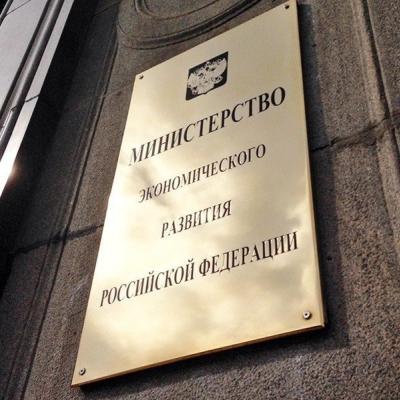 МИНИСТЕРСТВО
ЭКОНОМИЧЕСКОГО
РАЗВИТИЯ
РОССИЙСКОЙ ФЕДЕРАЦИИ